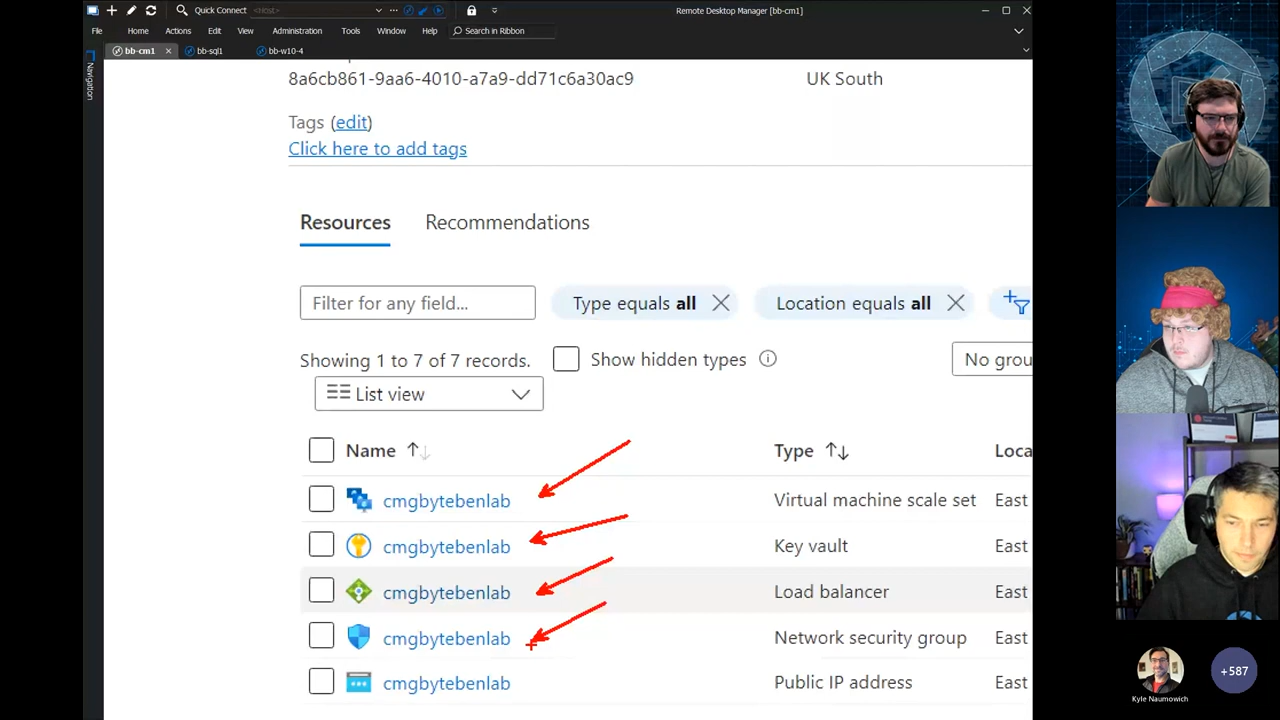 Quick Connect <Host> Remote Desktop Manager [bb-cm1]
File Home Actions Edit View Administration Tools Window Help Search in Ribbon
bb-cm1 bb-sql1 bb-w10-4
Navigation
8a6cb861-9aa6-4010-a7a9-dd71c6a30ac9 UK South
Tags (edit)
Click here to add tags
Resources Recommendations
Filter for any field... Type equals all Location equals all
Showing 1 to 7 of 7 records. Show hidden types No grou
List view
Name Type Loca
cmgbytebenlab Virtual machine scale set East
cmgbytebenlab Key vault East
cmgbytebenlab Load balancer East
cmgbytebenlab Network security group East
cmgbytebenlab Public IP address East
+587
Kyle Naumowich